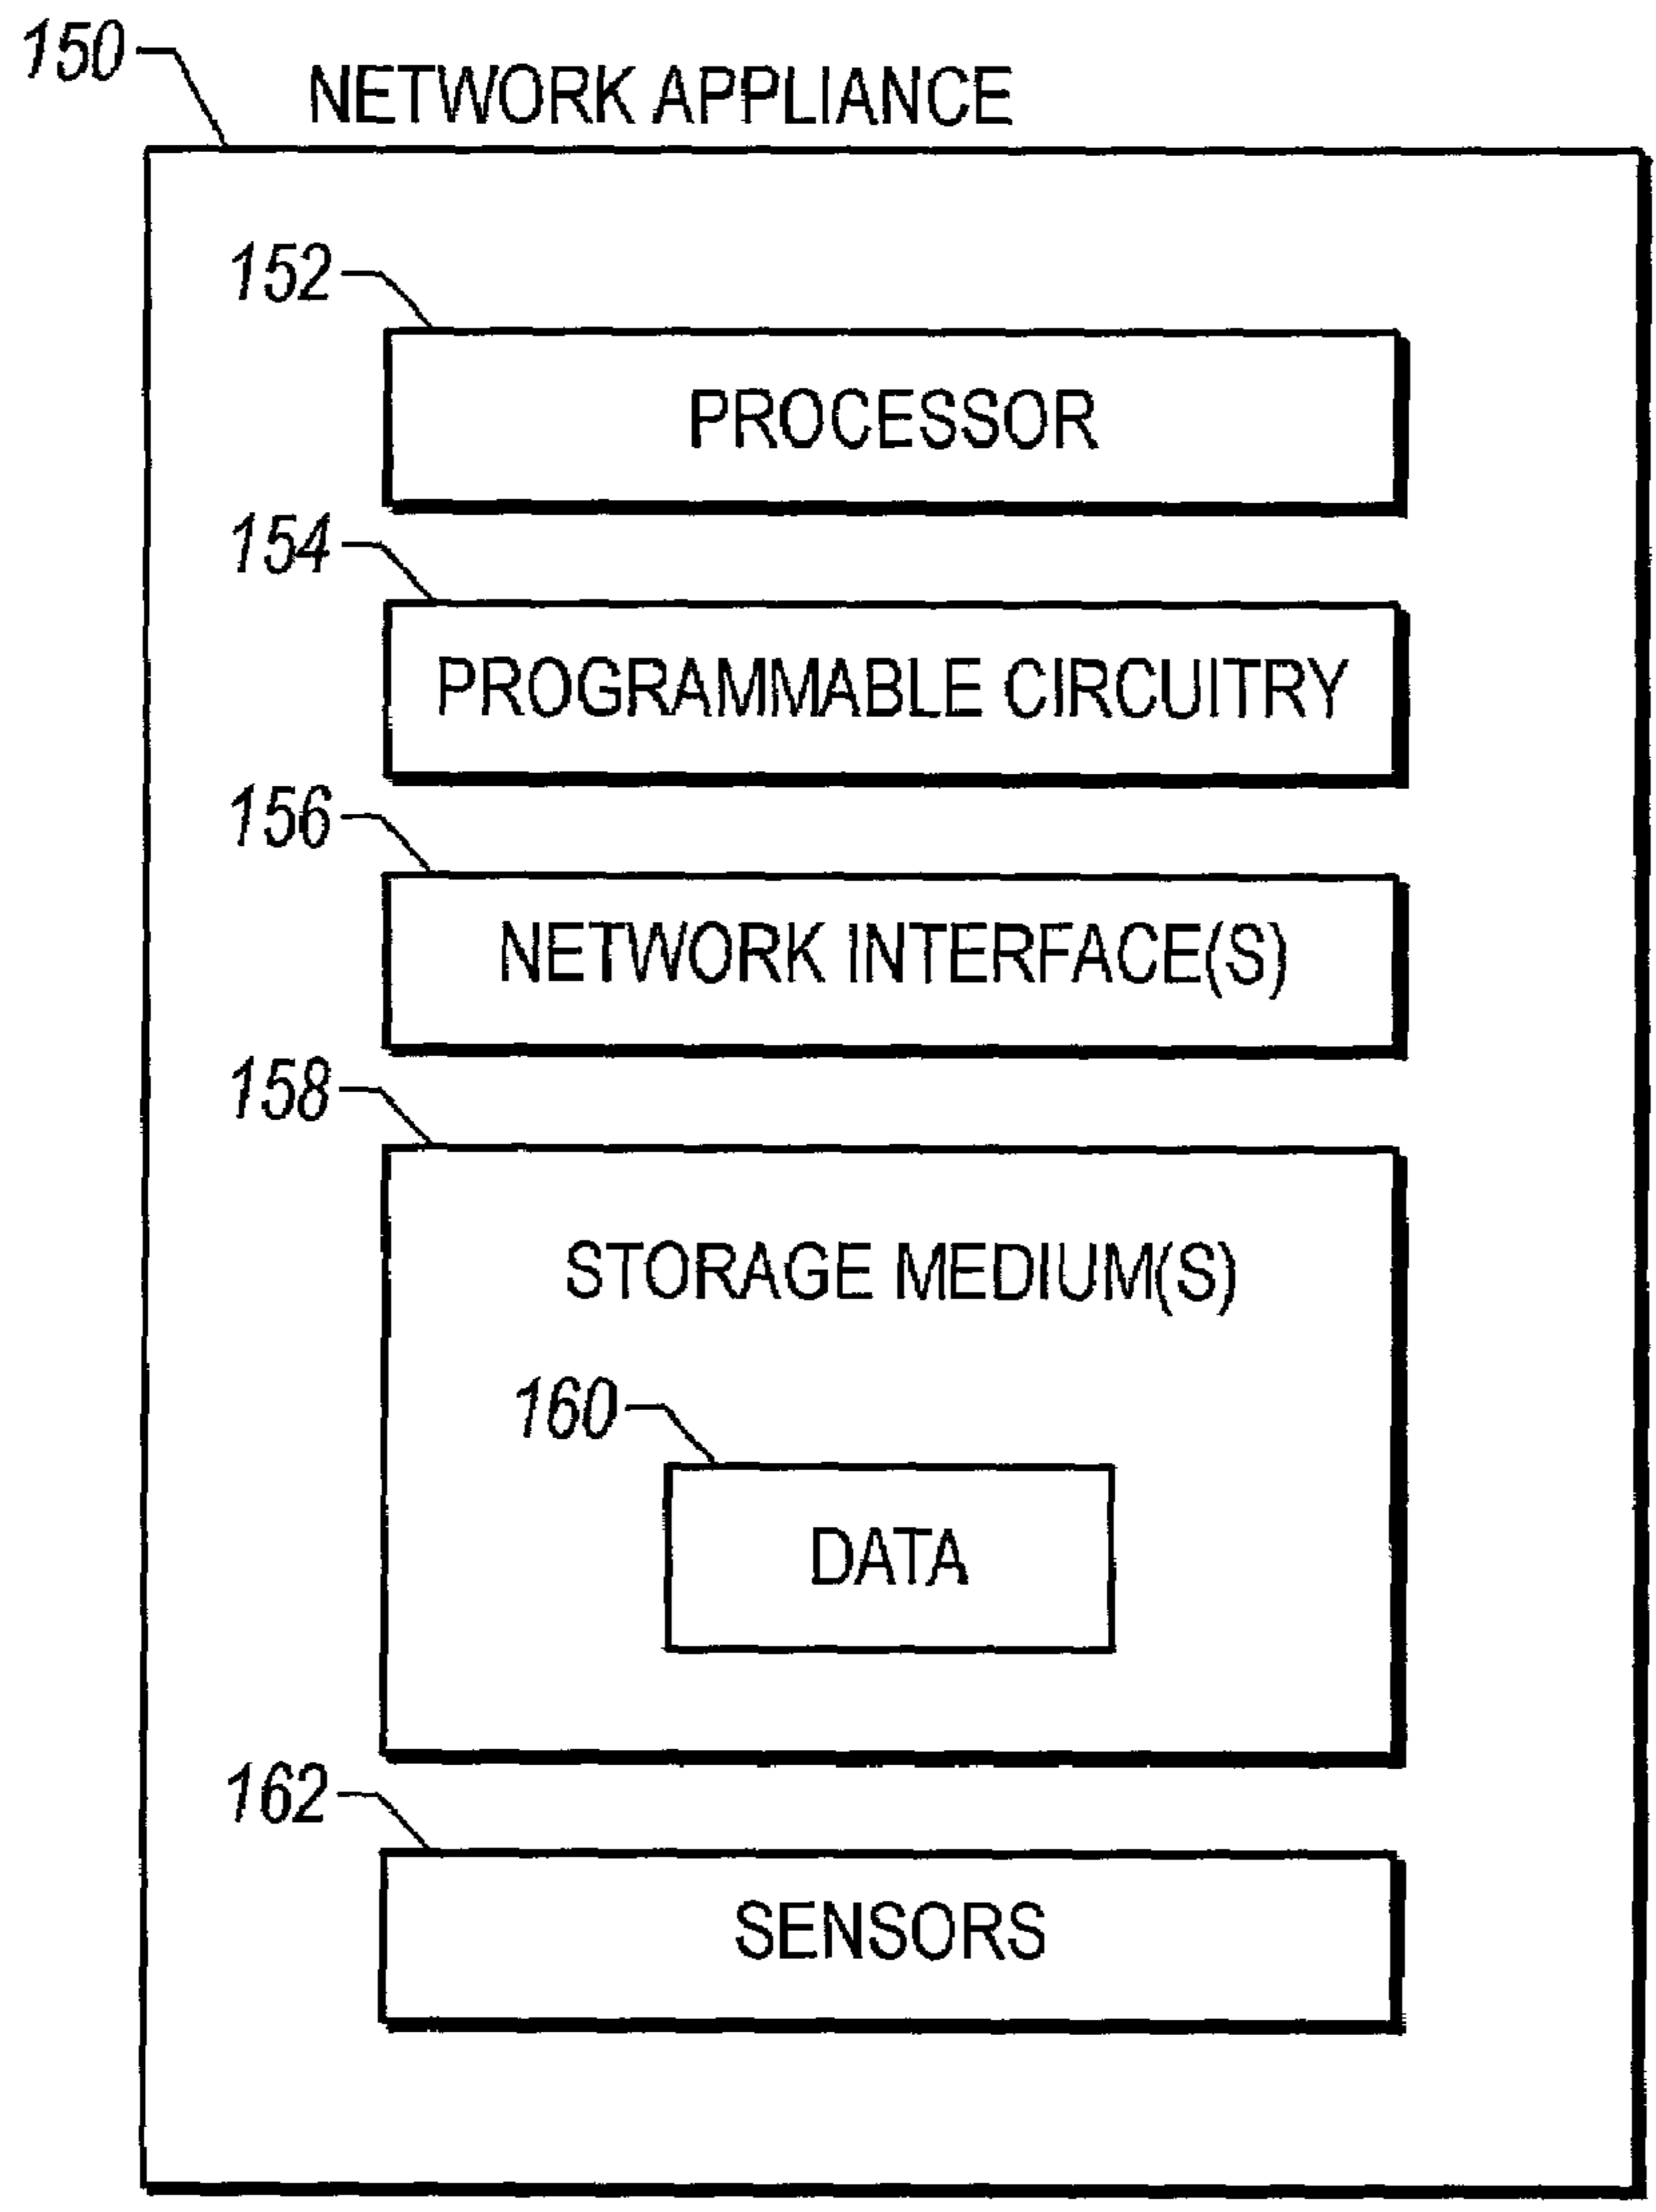 150
NETWORK APPLIANCE
152
PROCESSOR
154
PROGRAMMABLE CIRCUITRY
156
NETWORK INTERFACE(S)
158
STORAGE MEDIUM(S)
160
DATA
162
SENSORS